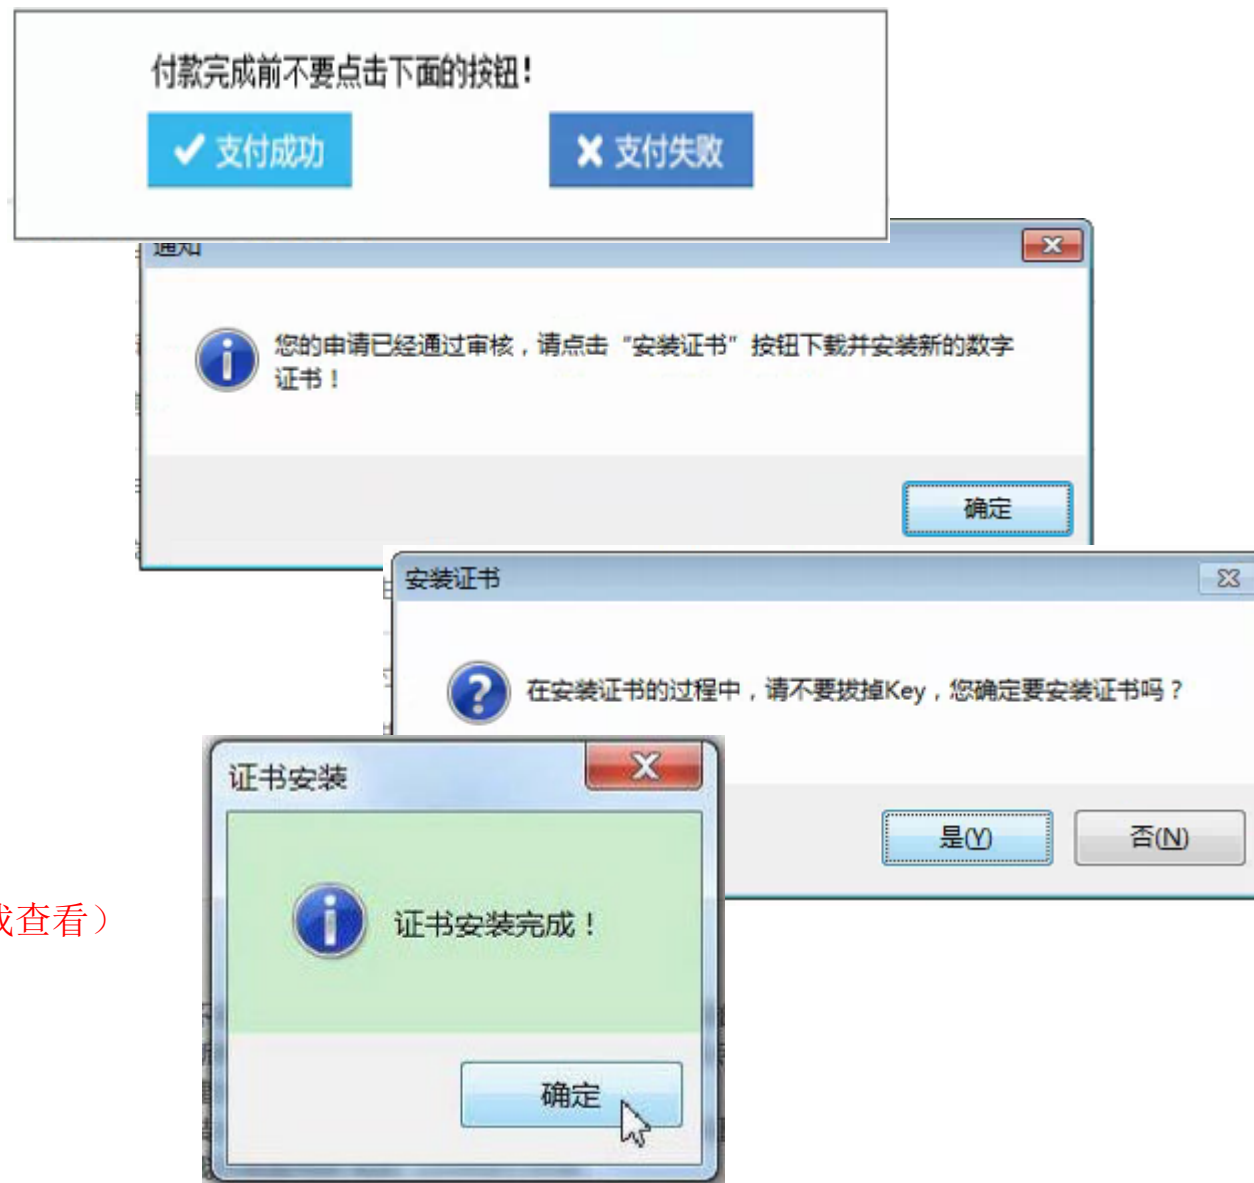 付款完成前不要点击下面的按钮!
支付成功 支付失败
通知
您的申请已经通过审核，请点击“安装证书”按钮下载并安装新的数字
证书！
确定
安装证书
在安装证书的过程中，请不要拔掉Key，您确定要安装证书吗？
是(Y) 否(N)
证书安装
证书安装完成！
确定
查看）